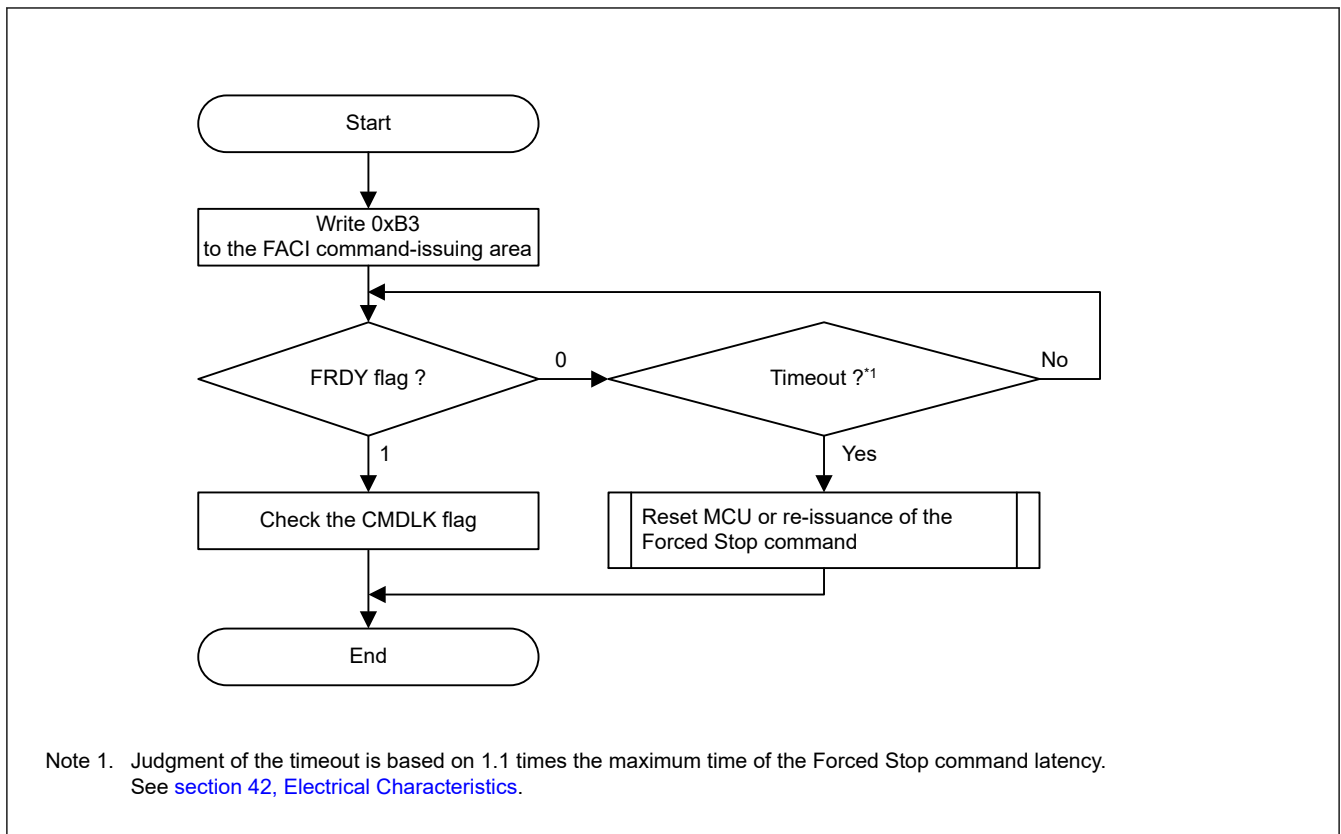 Start
Write 0xB3
to the FACI command-issuing area
FRDY flag ?
0
Timeout ?*1
No
1
Yes
Check the CMDLK flag
Reset MCU or re-issuance of the
Forced Stop command
End
Note 1. Judgment of the timeout is based on 1.1 times the maximum time of the Forced Stop command latency.
See section 42, Electrical Characteristics.